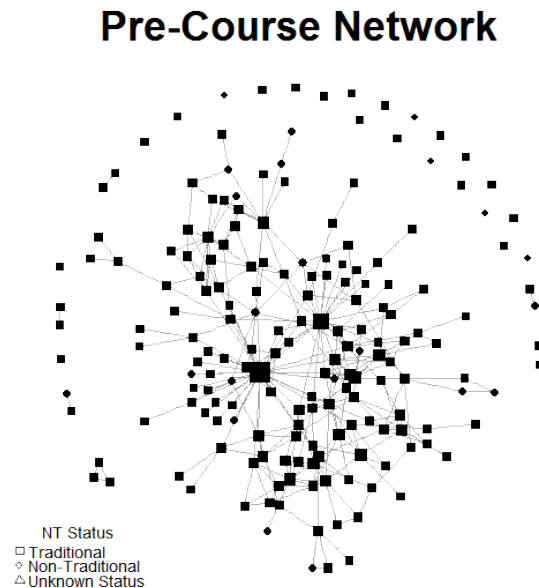 Pre-Course Network
NT Status
Traditional
Non-Traditional
Unknown Status